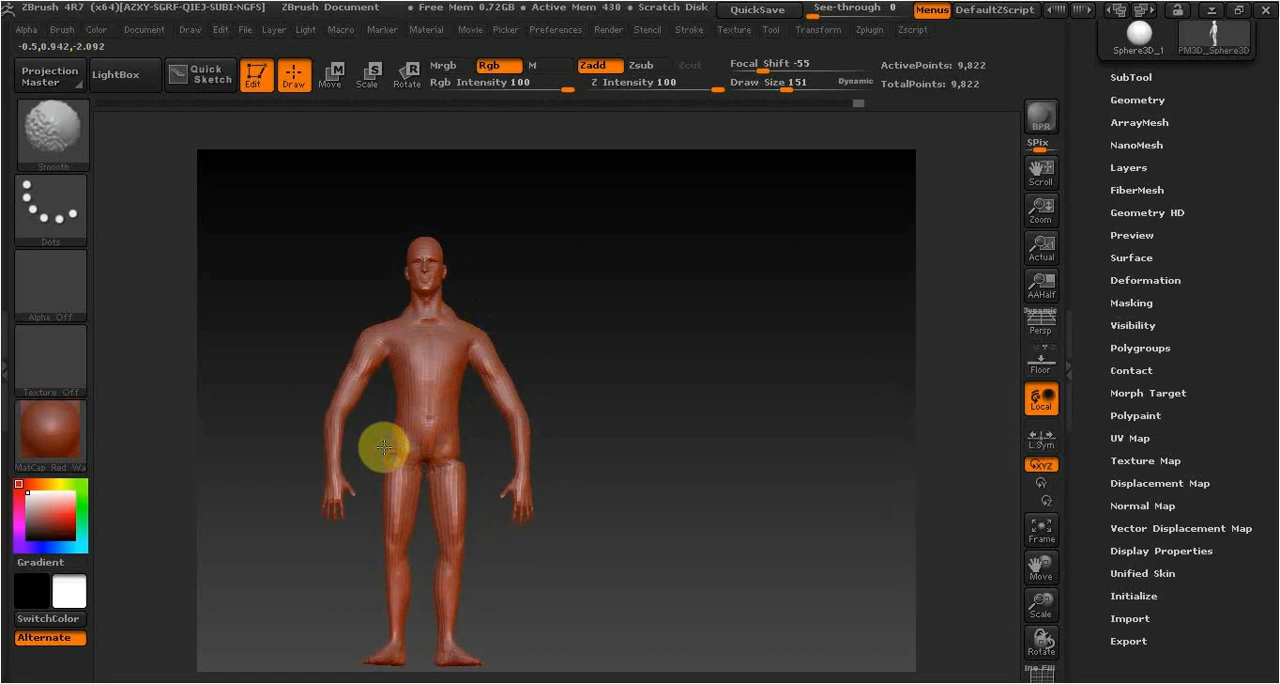 ZBrush 4R7 (x64)[AZXY-SGRF-QIEJ-SUBI-NGFS] ZBrush Document • Free Mem 0.72GB • Active Mem 430 • Scratch Disk QuickSave See-through 0 Menus DefaultZScript
Alpha Brush Color Document Draw Edit File Layer Light Macro Marker Material Movie Picker Preferences Render Stencil Stroke Texture Tool Transform Zplugin Zscript
-0.5,0.942,-2.092
Projection Master
LightBox
Quick Sketch
Edit
Draw
Move
Scale
Rotate
Mrgb Rgb M
Rgb Intensity 100
Zadd Zsub Zcut
Z Intensity 100
Focal Shift -55
Draw Size 151 Dynamic
ActivePoints: 9,822
TotalPoints: 9,822
Smooth
Dots
Alpha Off
Texture Off
MatCap Red Wa
Gradient
SwitchColor
Alternate
BPR
SPix
Scroll
Zoom
Actual
AAHalf
Dynamic
Persp
Floor
Local
L.Sym
XYZ
Frame
Move
Scale
Rotate
Line Fill
Sphere3D_1 PM3D_Sphere3D
SubTool
Geometry
ArrayMesh
NanoMesh
Layers
FiberMesh
Geometry HD
Preview
Surface
Deformation
Masking
Visibility
Polygroups
Contact
Morph Target
Polypaint
UV Map
Texture Map
Displacement Map
Normal Map
Vector Displacement Map
Display Properties
Unified Skin
Initialize
Import
Export